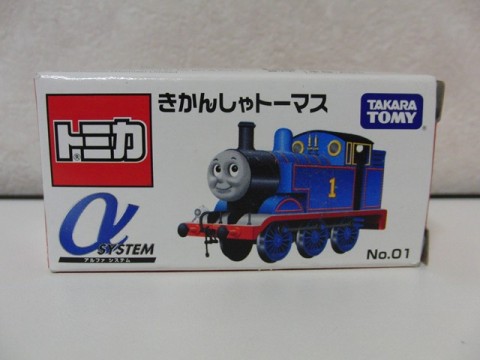 きかんしゃトーマス
TAKARA
TOMY
トミカ
®
1
α
SYSTEM
アルファ システム
No.01